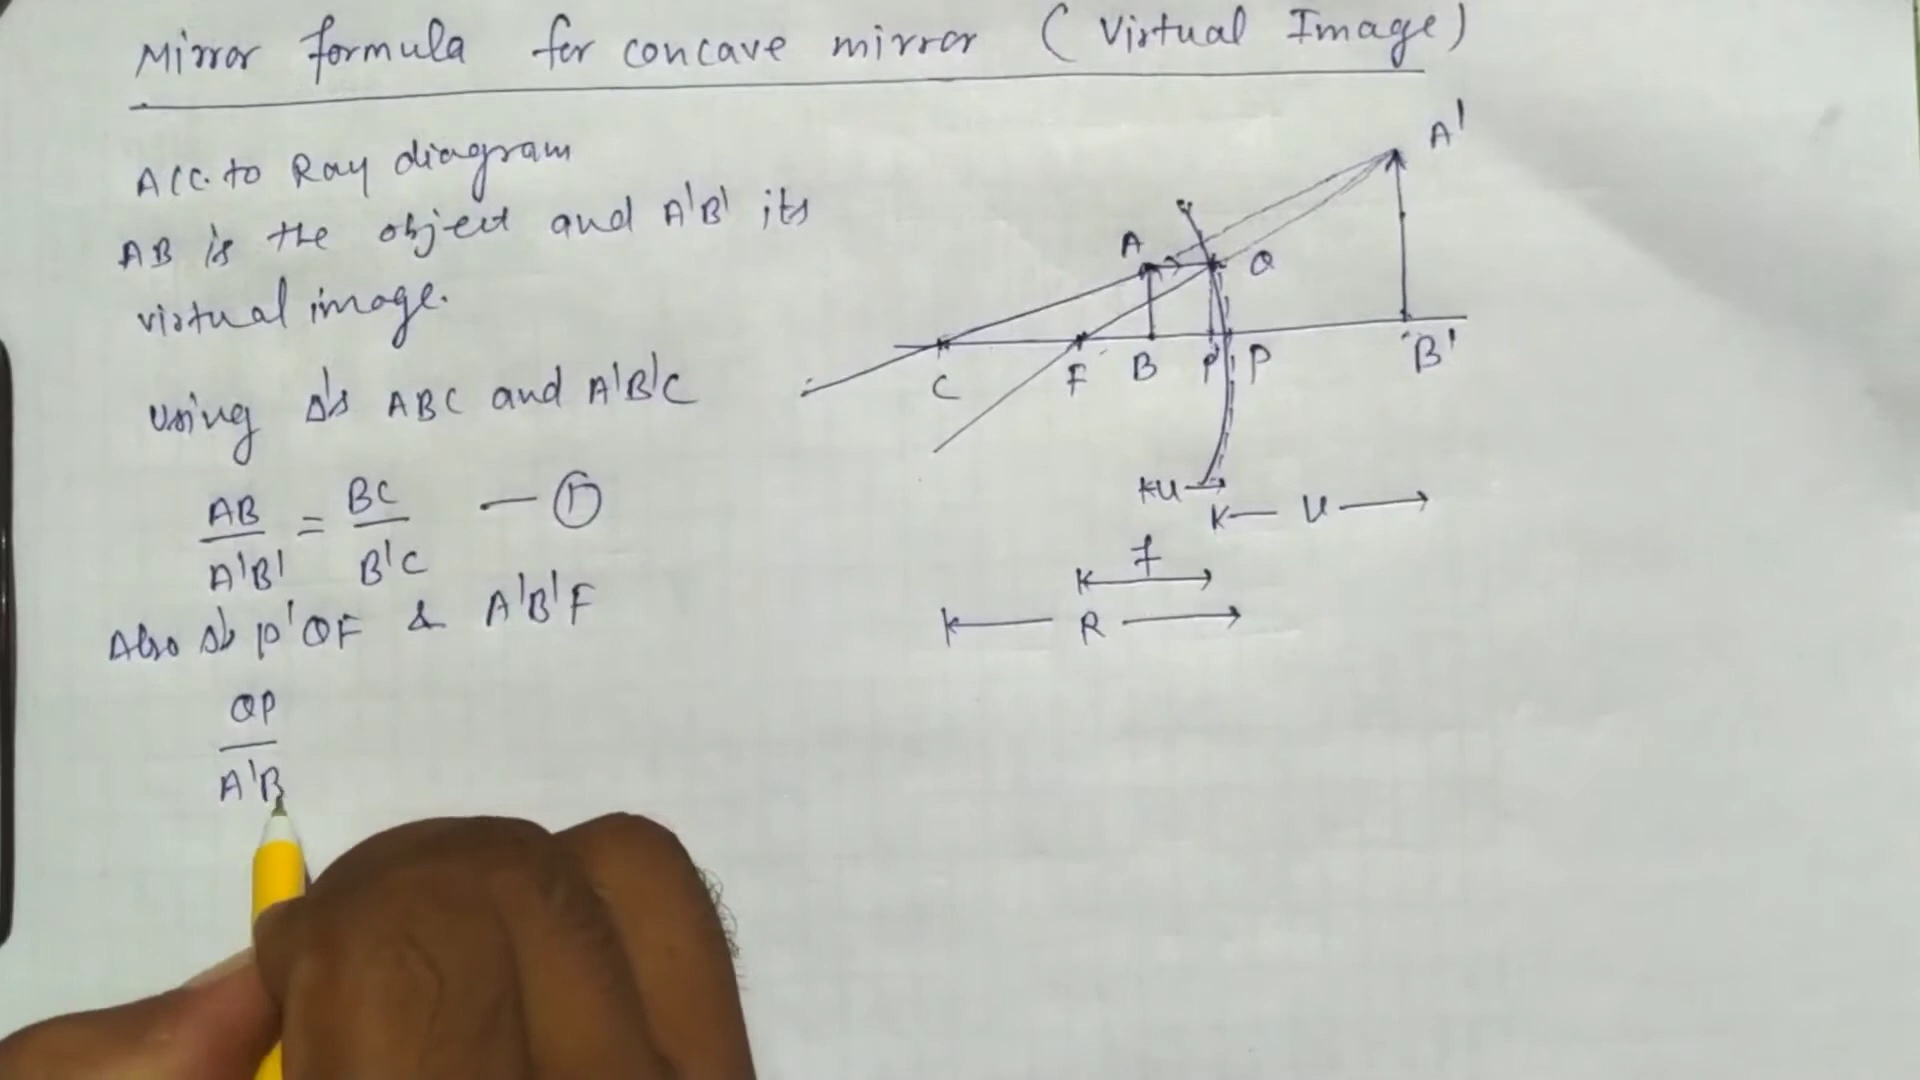 Mirror formula for concave mirror (Virtual Image)
Acc. to Ray diagram
AB is the object and A'B' its
virtual image.
Using Δ's ABC and A'B'C
AB/A'B' = BC/B'C — ①
Also Δs P'QF & A'B'F
QP
A'B
A'
A
Q
C F B P' P B'
u
v
f
R